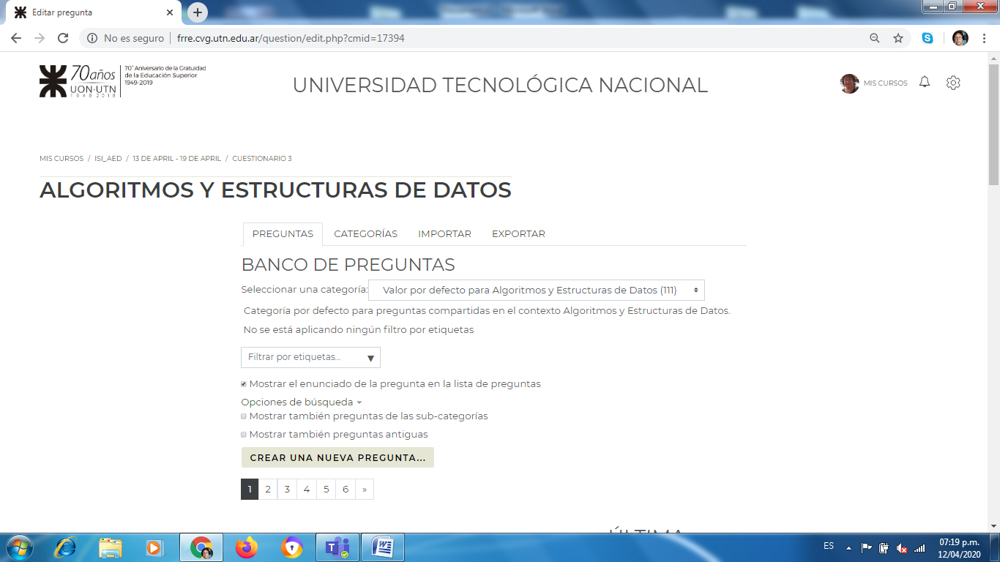 Editar pregunta
No es seguro | frre.cvg.utn.edu.ar/question/edit.php?cmid=17394
70 años
UON·UTN
1948 2018
70° Aniversario de la Gratuidad
de la Educación Superior
1949-2019
UNIVERSIDAD TECNOLÓGICA NACIONAL
MIS CURSOS
MIS CURSOS / ISI_AED / 13 DE APRIL - 19 DE APRIL / CUESTIONARIO 3
ALGORITMOS Y ESTRUCTURAS DE DATOS
PREGUNTAS CATEGORÍAS IMPORTAR EXPORTAR
BANCO DE PREGUNTAS
Seleccionar una categoría: Valor por defecto para Algoritmos y Estructuras de Datos (111)
Categoría por defecto para preguntas compartidas en el contexto Algoritmos y Estructuras de Datos.
No se está aplicando ningún filtro por etiquetas
Filtrar por etiquetas...
Mostrar el enunciado de la pregunta en la lista de preguntas
Opciones de búsqueda
Mostrar también preguntas de las sub-categorías
Mostrar también preguntas antiguas
CREAR UNA NUEVA PREGUNTA...
1 2 3 4 5 6 »
ÚLTIMA
ES
07:19 p.m.
12/04/2020